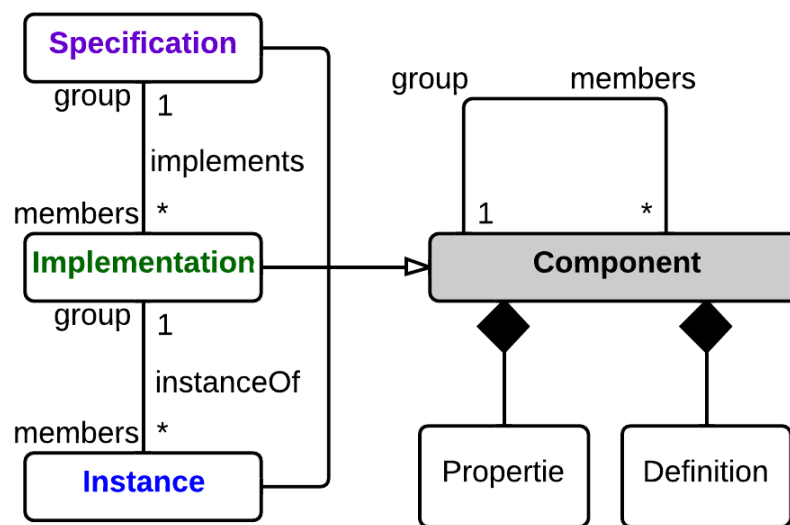 Specification
group
1
implements
members
*
Implementation
group
1
instanceOf
members
*
Instance
group
members
1
*
Component
Propertie
Definition